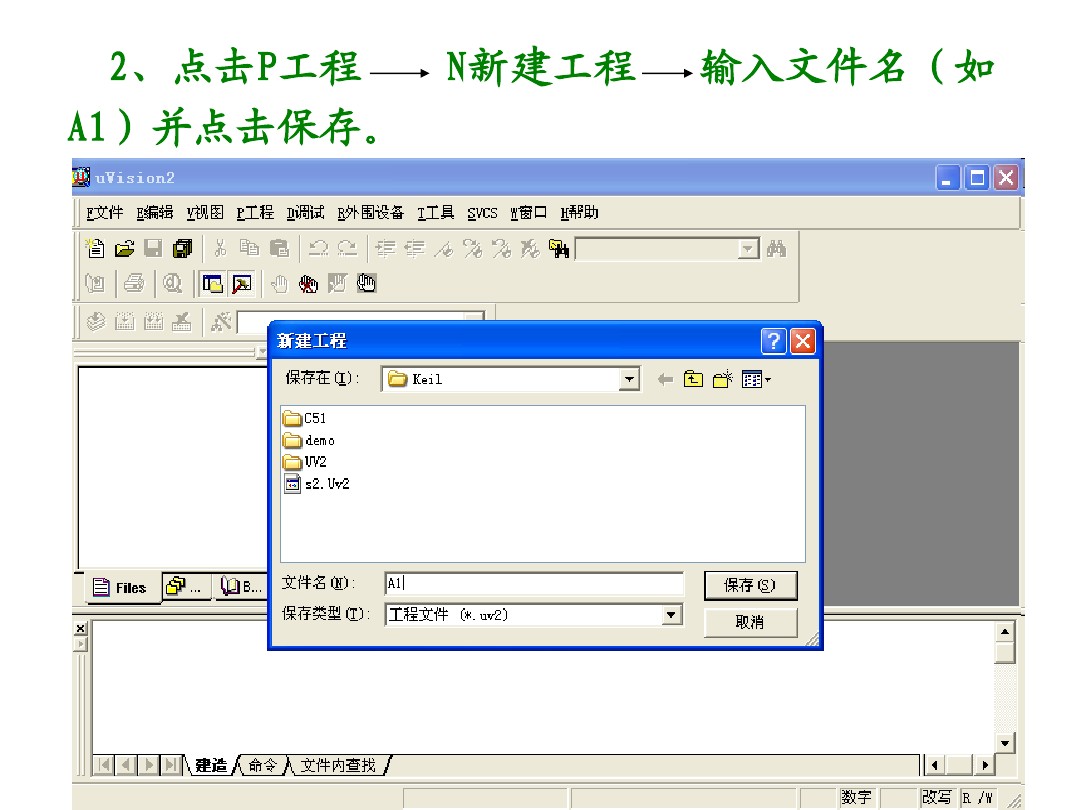 2、点击P工程 → N新建工程 → 输入文件名（如
A1）并点击保存。
uVision2
F文件 E编辑 V视图 P工程 D调试 R外围设备 T工具 SVCS W窗口 H帮助
新建工程
保存在(I):
Keil
C51
demo
UV2
s2.Uv2
文件名(N):
A1
保存(S)
保存类型(T):
工程文件 (*.uv2)
取消
Files
...
B...
建造
命令
文件内查找
数字
改写
R /W